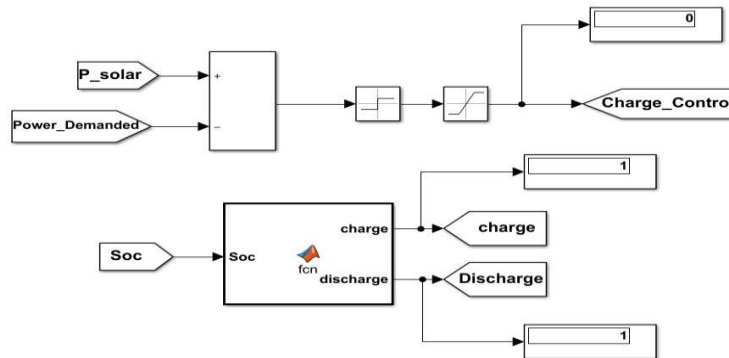 0
P_solar
+
Charge_Contro
Power_Demanded
−
1
charge
charge
Soc
Soc
fcn
discharge
Discharge
1